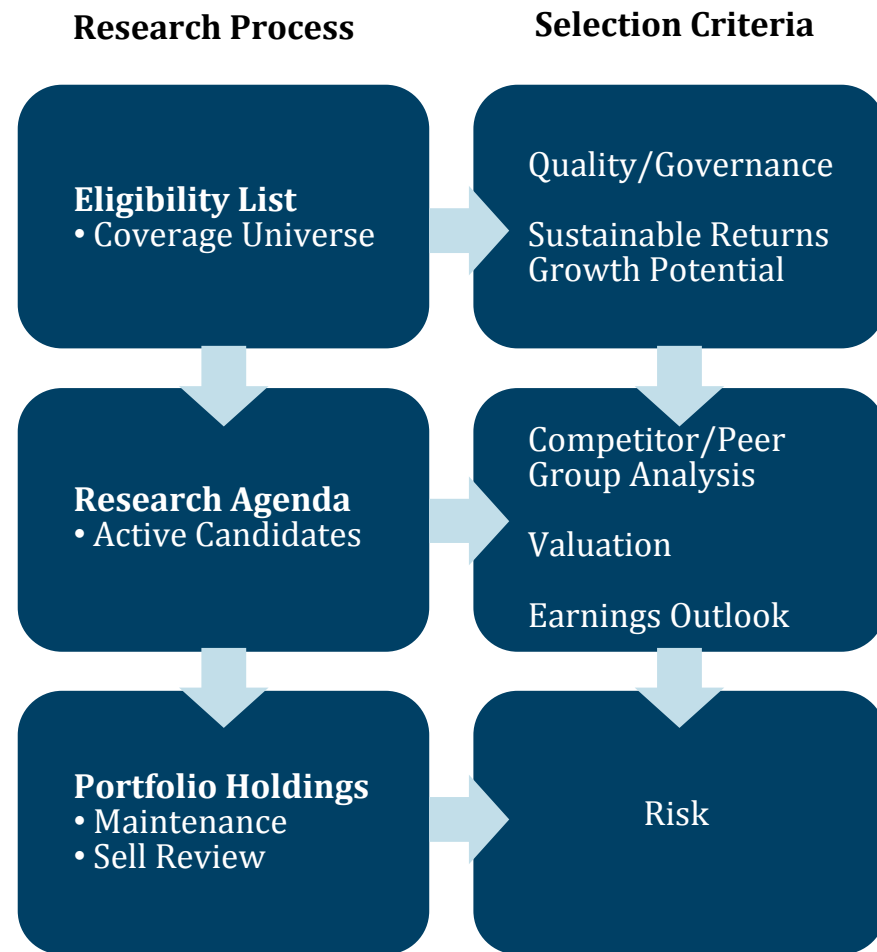 Research Process
Selection Criteria
Eligibility List
• Coverage Universe
Quality/Governance
Sustainable Returns
Growth Potential
Research Agenda
• Active Candidates
Competitor/Peer
Group Analysis
Valuation
Earnings Outlook
Portfolio Holdings
• Maintenance
• Sell Review
Risk